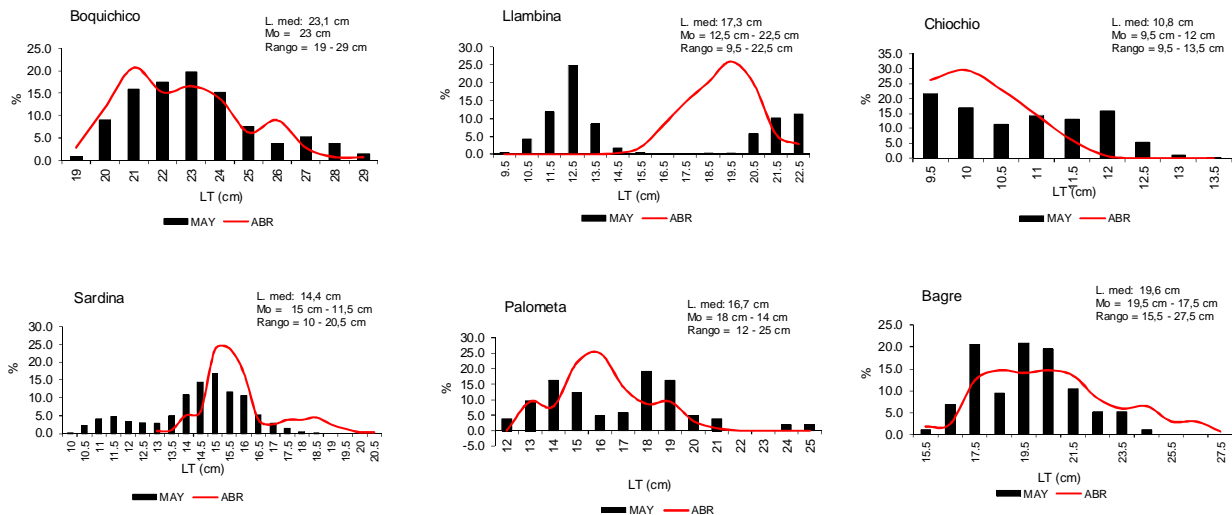 Boquichico
L. med: 23,1 cm
Mo = 23 cm
Rango = 19 - 29 cm
%
25.0
20.0
15.0
10.0
5.0
0.0
19 20 21 22 23 24 25 26 27 28 29
LT (cm)
MAY ABR
Llambina
L. med: 17,3 cm
Mo = 12,5 cm - 22,5 cm
Rango = 9,5 - 22,5 cm
%
30.0
25.0
20.0
15.0
10.0
5.0
0.0
9.5 10.5 11.5 12.5 13.5 14.5 15.5 16.5 17.5 18.5 19.5 20.5 21.5 22.5
LT (cm)
MAY ABR
Chiochio
L. med: 10,8 cm
Mo = 9,5 cm - 12 cm
Rango = 9,5 - 13,5 cm
%
35.0
30.0
25.0
20.0
15.0
10.0
5.0
0.0
9.5 10 10.5 11 11.5 12 12.5 13 13.5
LT (cm)
MAY ABR
Sardina
L. med: 14,4 cm
Mo = 15 cm - 11,5 cm
Rango = 10 - 20,5 cm
%
30.0
25.0
20.0
15.0
10.0
5.0
0.0
10 10.5 11 11.5 12 12.5 13 13.5 14 14.5 15 15.5 16 16.5 17 17.5 18 18.5 19 19.5 20 20.5
LT (cm)
MAY ABR
Palometa
L. med: 16,7 cm
Mo = 18 cm - 14 cm
Rango = 12 - 25 cm
%
30.0
25.0
20.0
15.0
10.0
5.0
0.0
-5.0
12 13 14 15 16 17 18 19 20 21 22 23 24 25
LT (cm)
MAY ABR
Bagre
L. med: 19,6 cm
Mo = 19,5 cm - 17,5 cm
Rango = 15,5 - 27,5 cm
%
25.0
20.0
15.0
10.0
5.0
0.0
15.5 17.5 19.5 21.5 23.5 25.5 27.5
LT (cm)
MAY ABR